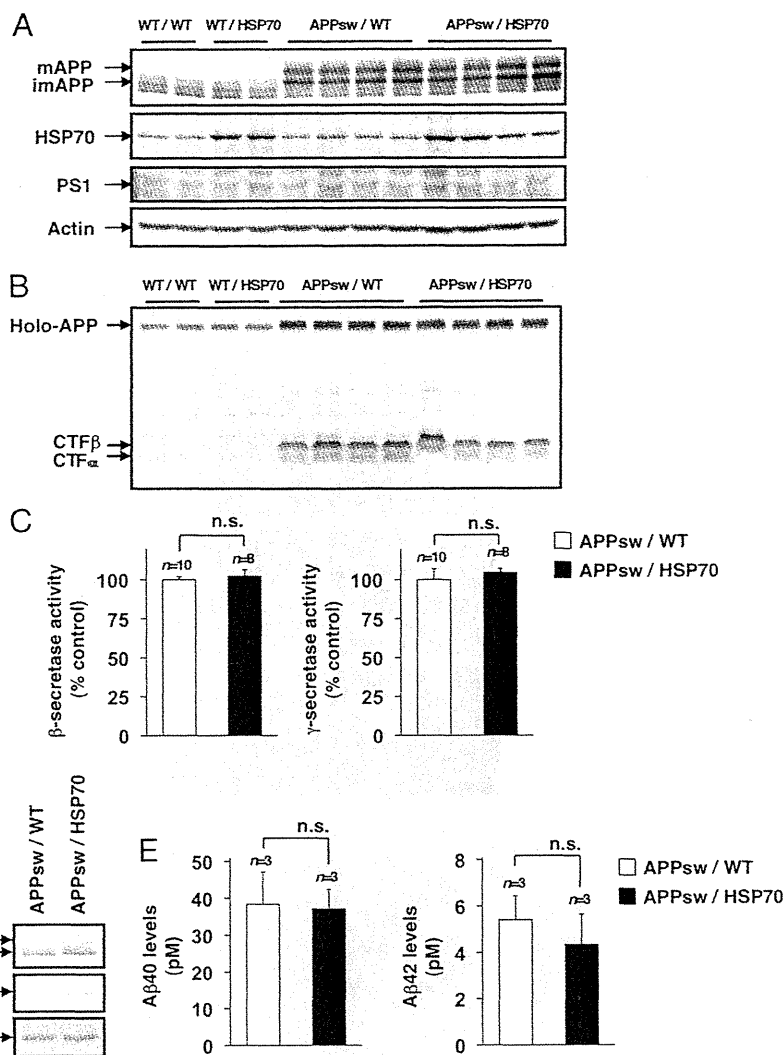 A
WT / WT WT / HSP70 APPsw / WT APPsw / HSP70
mAPP
imAPP
HSP70
PS1
Actin
B
WT / WT WT / HSP70 APPsw / WT APPsw / HSP70
Holo-APP
CTFβ
CTFα
C
n.s.
n=10
n=8
β-secretase activity
(% control)
100
75
50
25
0
n.s.
n=10
n=8
γ-secretase activity
(% control)
100
75
50
25
0
APPsw / WT
APPsw / HSP70
APPsw / WT
APPsw / HSP70
E
n.s.
n=3
n=3
Aβ40 levels
(pM)
50
40
30
20
10
0
n.s.
n=3
n=3
Aβ42 levels
(pM)
8
6
4
2
0
APPsw / WT
APPsw / HSP70